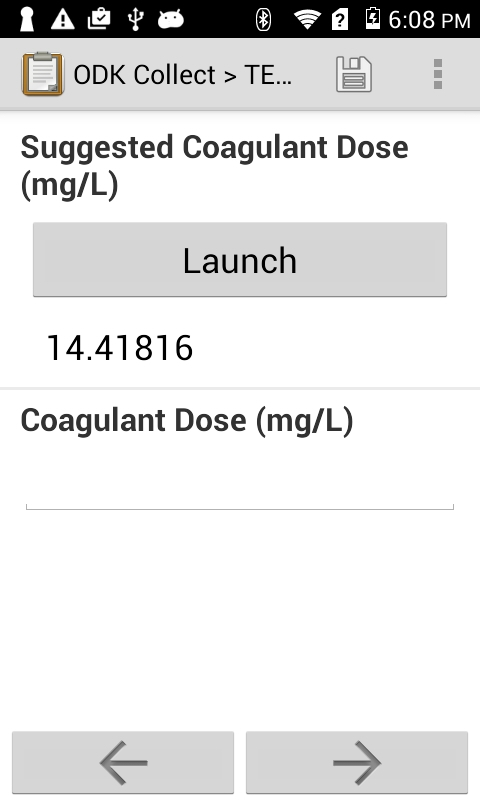 6:08 PM
ODK Collect > TE...
Suggested Coagulant Dose
(mg/L)
Launch
14.41816
Coagulant Dose (mg/L)